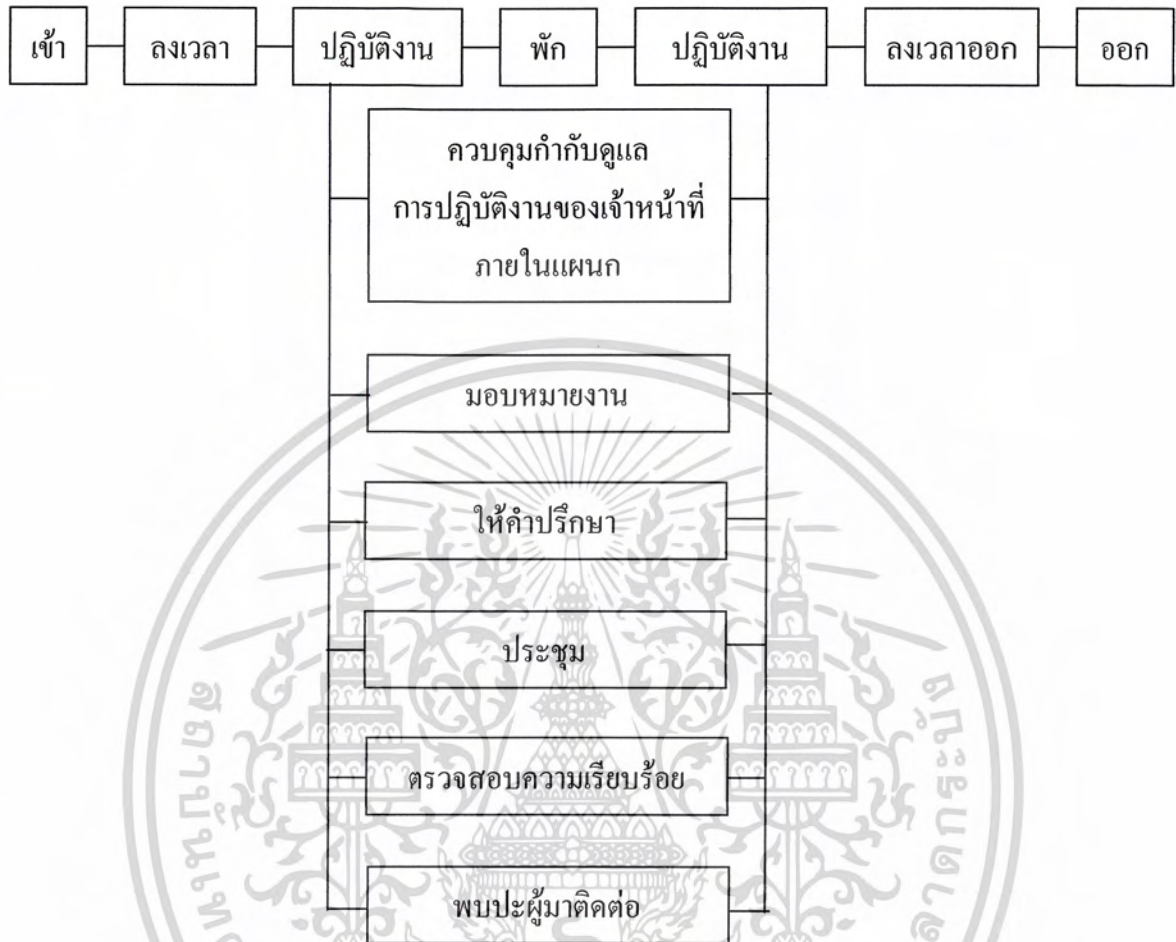 เข้า ลงเวลา ปฏิบัติงาน พัก ปฏิบัติงาน ลงเวลาออก ออก
ควบคุมกำกับดูแล
การปฏิบัติงานของเจ้าหน้าที่
ภายในแผนก
มอบหมายงาน
ให้คำปรึกษา
ประชุม
ตรวจสอบความเรียบร้อย
พบปะผู้มาติดต่อ